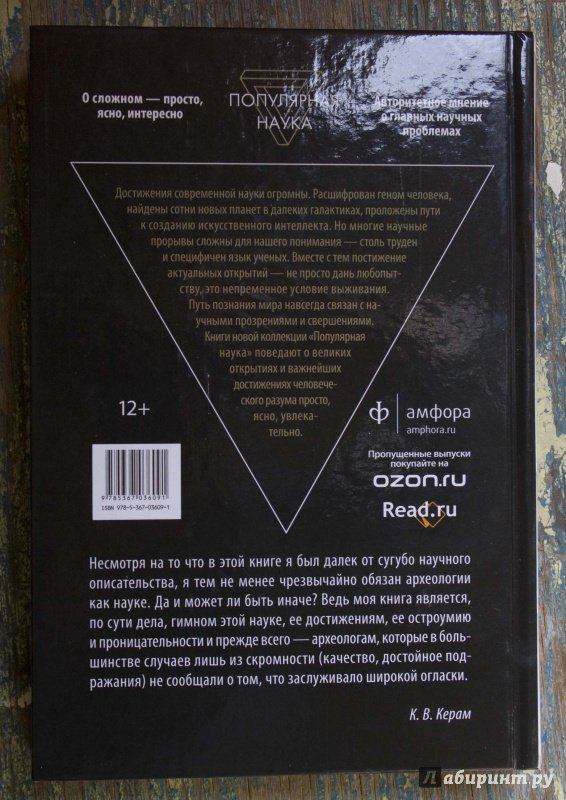 О сложном — просто,
ясно, интересно
ПОПУЛЯРНАЯ
НАУКА
Авторитетное мнение
о главных научных
проблемах
Достижения современной науки огромны. Расшифрован геном человека,
найдены сотни новых планет в далеких галактиках, проложены пути
к созданию искусственного интеллекта. Но многие научные
прорывы сложны для нашего понимания — столь труден
и специфичен язык ученых. Вместе с тем постижение
актуальных открытий — не просто дань любопыт-
ству, это непременное условие выживания.
Путь познания мира навсегда связан с на-
учными прозрениями и свершениями.
Книги новой коллекции «Популярная
наука» поведают о великих
открытиях и важнейших
достижениях человече-
ского разума просто,
ясно, увлека-
тельно.
12+
ф амфора
amphora.ru
Пропущенные выпуски
покупайте на
OZON.ru
Read.ru
9 785367 036091
ISBN 978-5-367-03609-1
Несмотря на то что в этой книге я был далек от сугубо научного
описательства, я тем не менее чрезвычайно обязан археологии
как науке. Да и может ли быть иначе? Ведь моя книга является,
по сути дела, гимном этой науке, ее достижениям, ее остроумию
и проницательности и прежде всего — археологам, которые в боль-
шинстве случаев лишь из скромности (качество, достойное под-
ражания) не сообщали о том, что заслуживало широкой огласки.
К. В. Керам
Лабиринт.ру